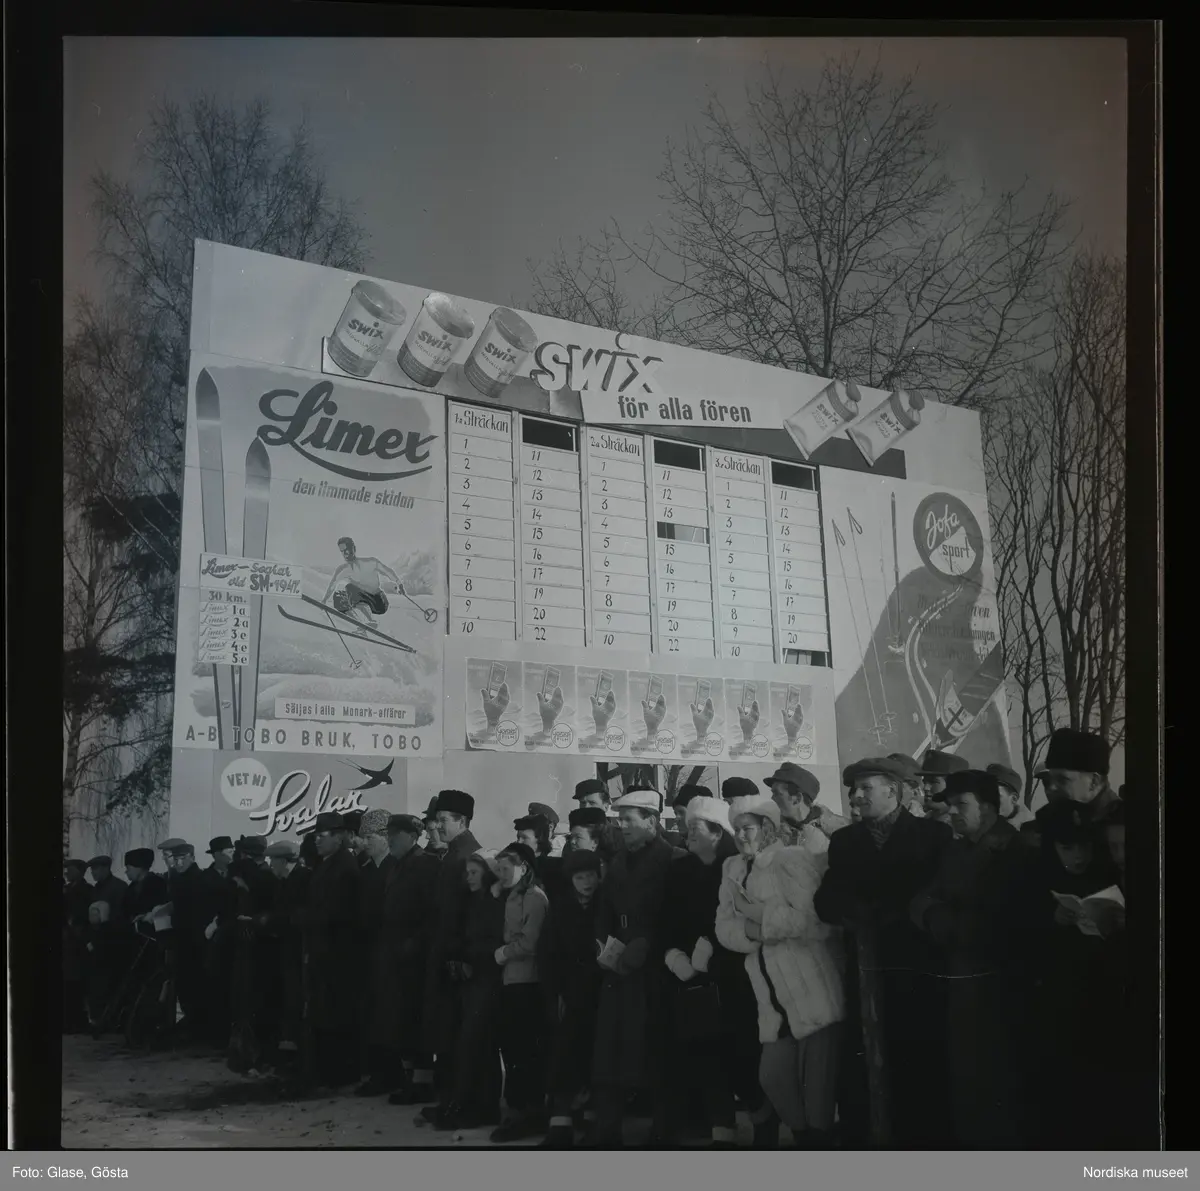 SWIX
SWIX
SWIX
SWIX
för alla fören
SWIX
SWIX
Limex
den limmade skidan
Limex- Segrar
vid SM-1947.
30 km.
Limex 1a
Limex 2a
Limex 3e
Limex 4e
5e
Säljes i alla Monark-affärer
A-B TOBO BRUK, TOBO
VET NI
ATT
Svalan
1a Sträckan
1
2
3
4
5
6
7
8
9
10
11
12
13
14
15
16
17
19
20
22
2a Sträckan
1
2
3
4
5
6
7
8
9
10
11
12
13
15
17
19
20
22
3e Sträckan
1
2
3
4
5
6
7
8
9
10
11
12
13
14
15
16
17
19
20
Jofa
sport
Foto: Glase, Gösta
Nordiska museet